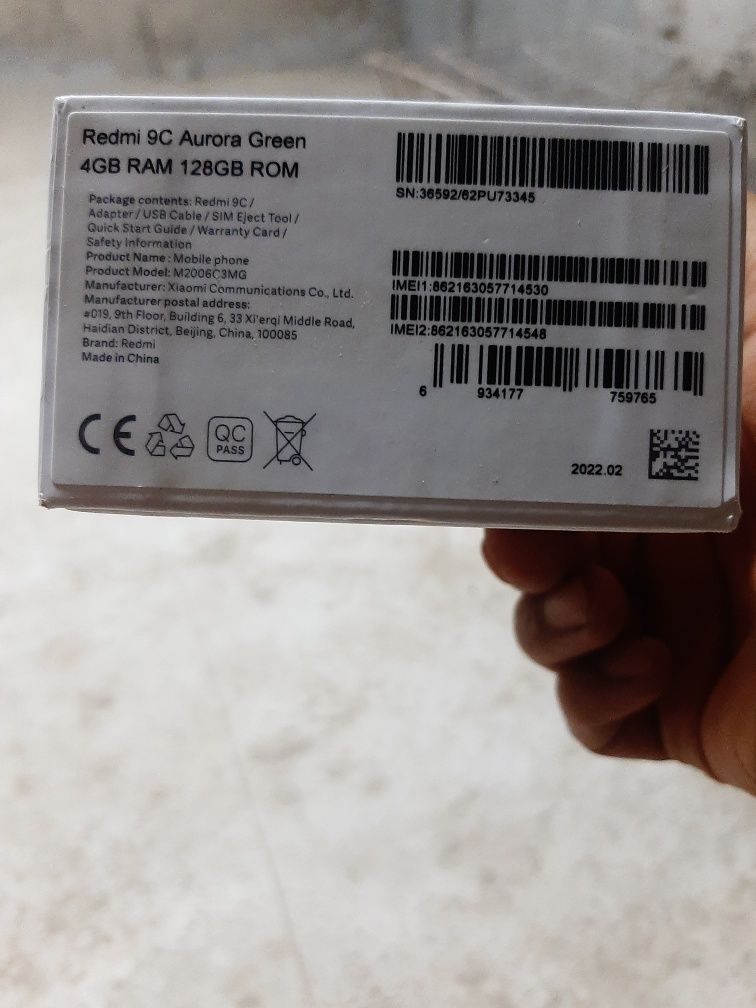 Redmi 9C Aurora Green
4GB RAM 128GB ROM
Package contents: Redmi 9C /
Adapter / USB Cable / SIM Eject Tool /
Quick Start Guide / Warranty Card /
Safety Information
Product Name : Mobile phone
Product Model: M2006C3MG
Manufacturer: Xiaomi Communications Co., Ltd.
Manufacturer postal address:
#019, 9th Floor, Building 6, 33 Xi'erqi Middle Road,
Haidian District, Beijing, China, 100085
Brand: Redmi
Made in China
CE
QC
PASS
SN:36592/62PU73345
IMEI1:862163057714530
IMEI2:862163057714548
6 934177 759765
2022.02